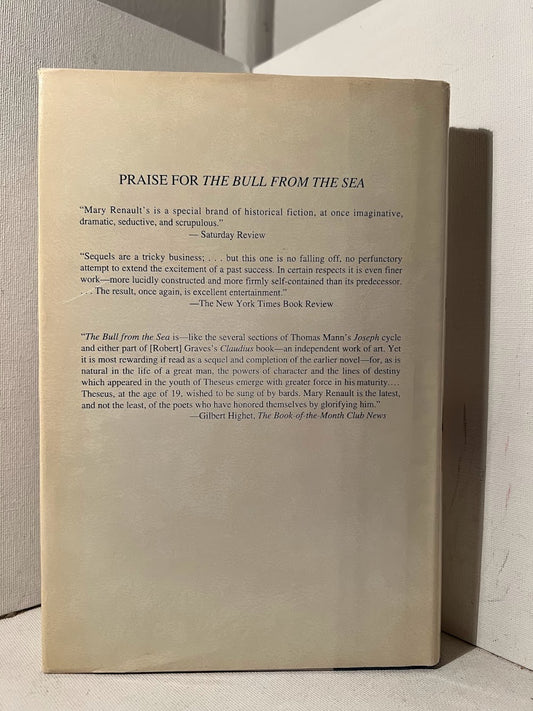 PRAISE FOR THE BULL FROM THE SEA
“Mary Renault’s is a special brand of historical fiction, at once imaginative,
dramatic, seductive, and scrupulous.”
— Saturday Review
“Sequels are a tricky business; . . . but this one is no falling off, no perfunctory
attempt to extend the excitement of a past success. In certain respects it is even finer
work—more lucidly constructed and more firmly self-contained than its predecessor.
. . . The result, once again, is excellent entertainment.”
—The New York Times Book Review
“The Bull from the Sea is—like the several sections of Thomas Mann’s Joseph cycle
and either part of [Robert] Graves’s Claudius book—an independent work of art. Yet
it is most rewarding if read as a sequel and completion of the earlier novel—for, as is
natural in the life of a great man, the powers of character and the lines of destiny
which appeared in the youth of Theseus emerge with greater force in his maturity. . . .
Theseus, at the age of 19, wished to be sung of by bards. Mary Renault is the latest,
and not the least, of the poets who have honored themselves by glorifying him.”
—Gilbert Highet, The Book-of-the-Month Club News